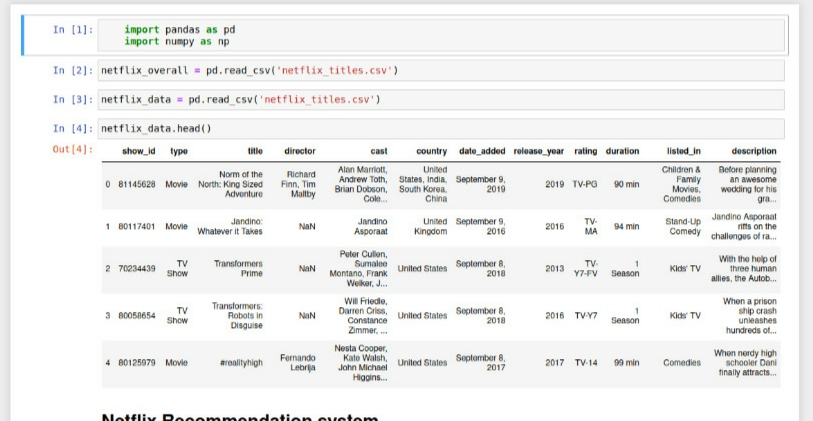 In [1]: import pandas as pd
import numpy as np
In [2]: netflix_overall = pd.read_csv('netflix_titles.csv')
In [3]: netflix_data = pd.read_csv('netflix_titles.csv')
In [4]: netflix_data.head()
Out[4]:
show_id type title director cast country date_added release_year rating duration listed_in description
0 81145628 Movie Norm of the North: King Sized Adventure Richard Finn, Tim Maltby Alan Marriott, Andrew Toth, Brian Dobson, Cole... United States, India, South Korea, China September 9, 2019 2019 TV-PG 90 min Children & Family Movies, Comedies Before planning an awesome wedding for his gra...
1 80117401 Movie Jandino: Whatever it Takes NaN Jandino Asporaat United Kingdom September 9, 2016 2016 TV-MA 94 min Stand-Up Comedy Jandino Asporaat riffs on the challenges of ra...
2 70234439 TV Show Transformers Prime NaN Peter Cullen, Sumalee Montano, Frank Welker, J... United States September 8, 2018 2013 TV-Y7-FV 1 Season Kids' TV With the help of three human allies, the Autob...
3 80058654 TV Show Transformers: Robots in Disguise NaN Will Friedle, Darren Criss, Constance Zimmer, ... United States September 8, 2018 2016 TV-Y7 1 Season Kids' TV When a prison ship crash unleashes hundreds of...
4 80125979 Movie #realityhigh Fernando Lebrija Nesta Cooper, Kate Walsh, John Michael Higgins... United States September 8, 2017 2017 TV-14 99 min Comedies When nerdy high schooler Dani finally attracts...
Netflix Recommendation system